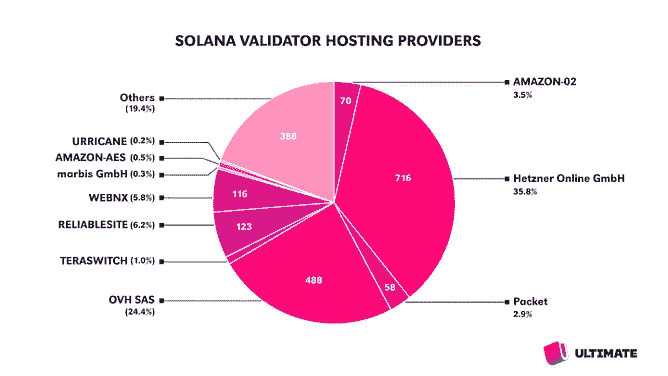 SOLANA VALIDATOR HOSTING PROVIDERS
AMAZON-02
3.5%
70
Others
(19.4%)
388
URRICANE (0.2%)
AMAZON-AES (0.5%)
marbis GmbH (0.3%)
716
Hetzner Online GmbH
35.8%
WEBNX (5.8%)
116
RELIABLESITE (6.2%)
123
TERASWITCH (1.0%)
OVH SAS
(24.4%)
488
58
Packet
2.9%
ULTIMATE